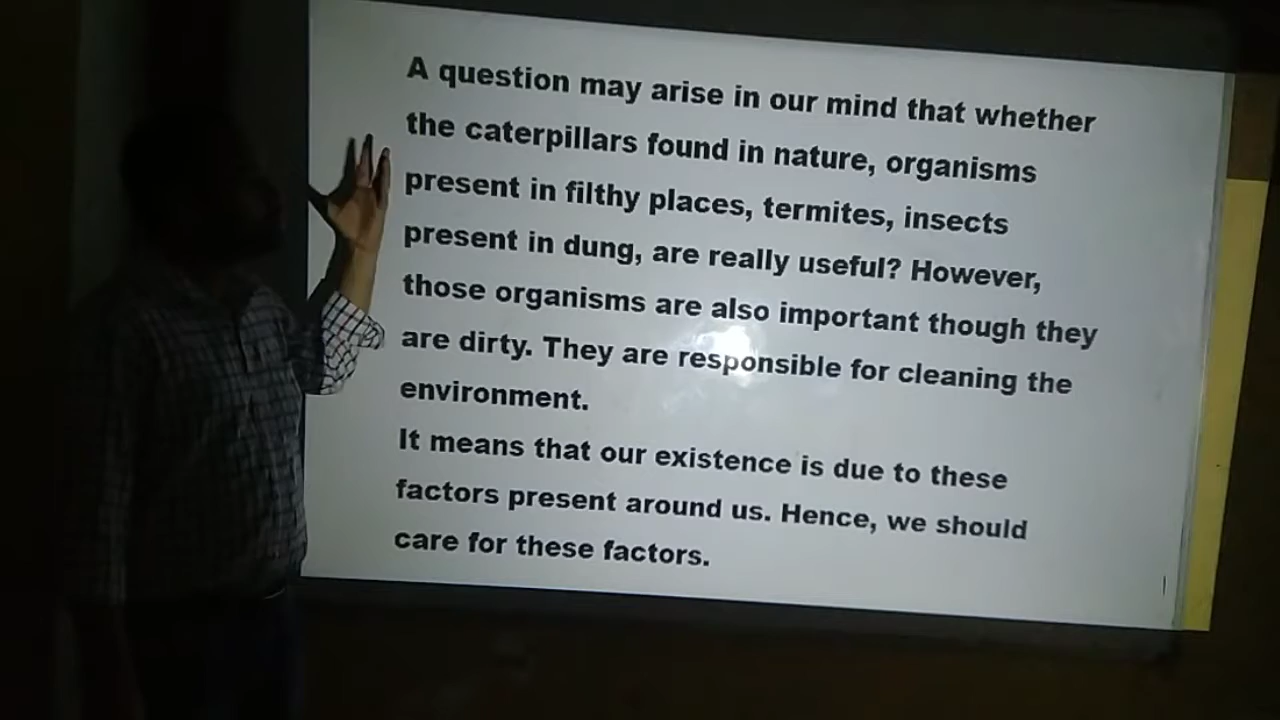 A question may arise in our mind that whether
the caterpillars found in nature, organisms
present in filthy places, termites, insects
present in dung, are really useful? However,
those organisms are also important though they
are dirty. They are responsible for cleaning the
environment.
It means that our existence is due to these
factors present around us. Hence, we should
care for these factors.